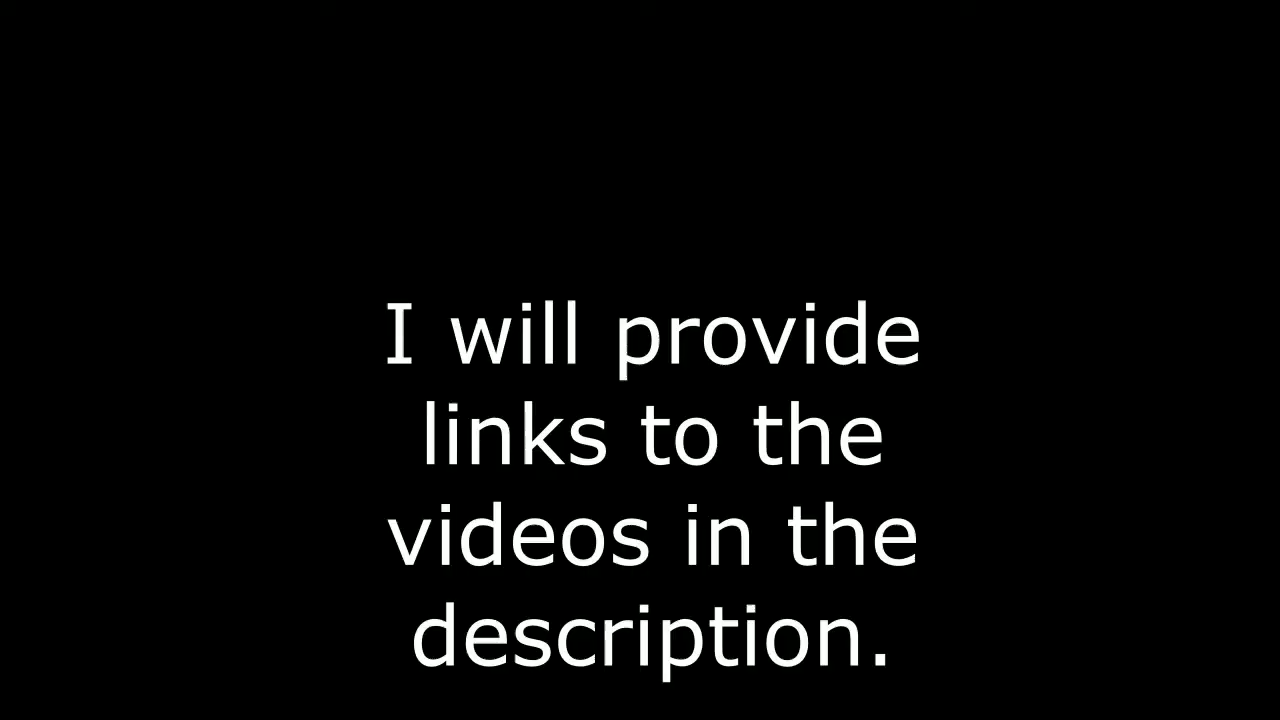 I will provide
links to the
videos in the
description.